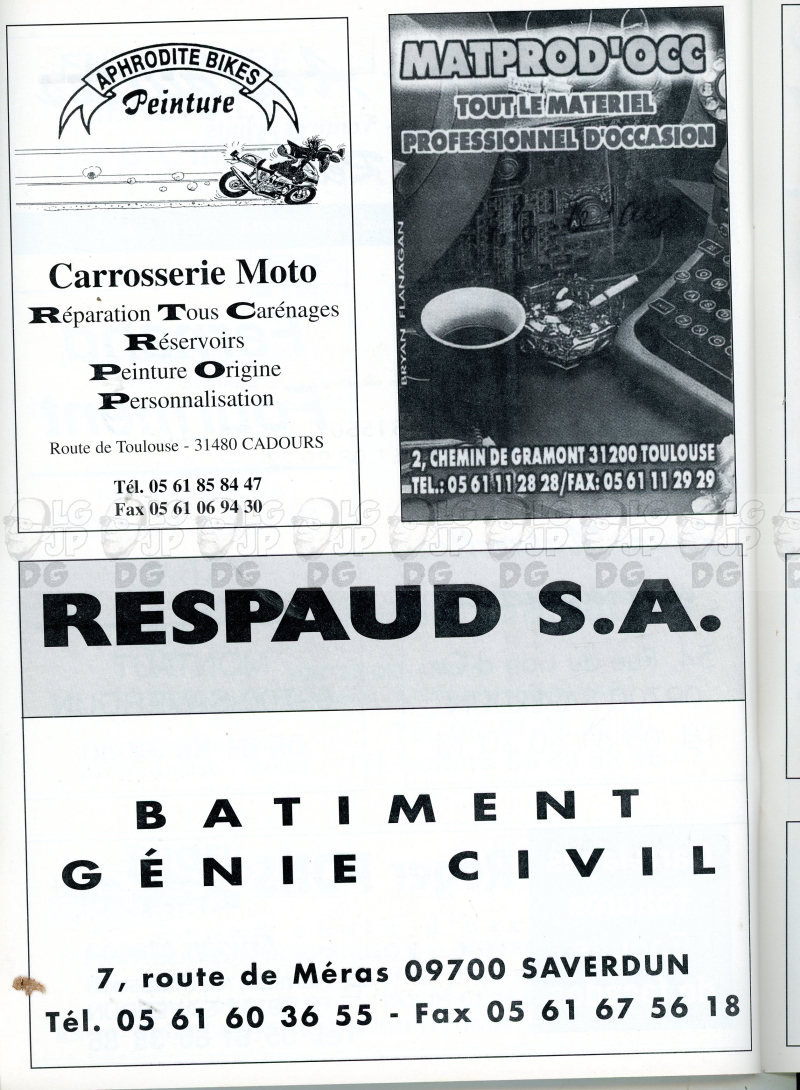 APHRODITE BIKES
Peinture
Carrosserie Moto
Réparation Tous Carénages
Réservoirs
Peinture Origine
Personnalisation
Route de Toulouse - 31480 CADOURS
Tél. 05 61 85 84 47
Fax 05 61 06 94 30
MATPROD'OCC
TOUT LE MATERIEL
PROFESSIONNEL D'OCCASION
BRYAN FLANAGAN
2, CHEMIN DE GRAMONT 31200 TOULOUSE
TEL.: 05 61 11 28 28/FAX: 05 61 11 29 29
LG JP DG
RESPAUD S.A.
BATIMENT
GÉNIE CIVIL
7, route de Méras 09700 SAVERDUN
Tél. 05 61 60 36 55 - Fax 05 61 67 56 18